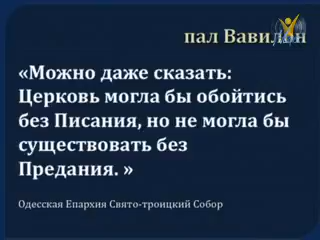 пал Вавилон
«Можно даже сказать:
Церковь могла бы обойтись
без Писания, но не могла бы
существовать без
Предания. »
Одесская Епархия Свято-троицкий Собор